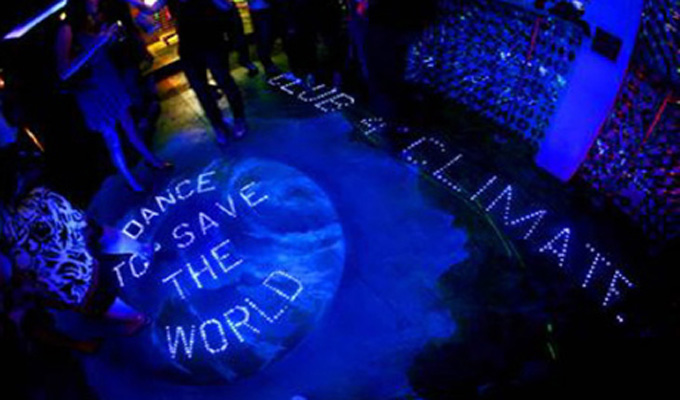 DANCE
TO SAVE
THE
WORLD
CLUB 4 CLIMATE.